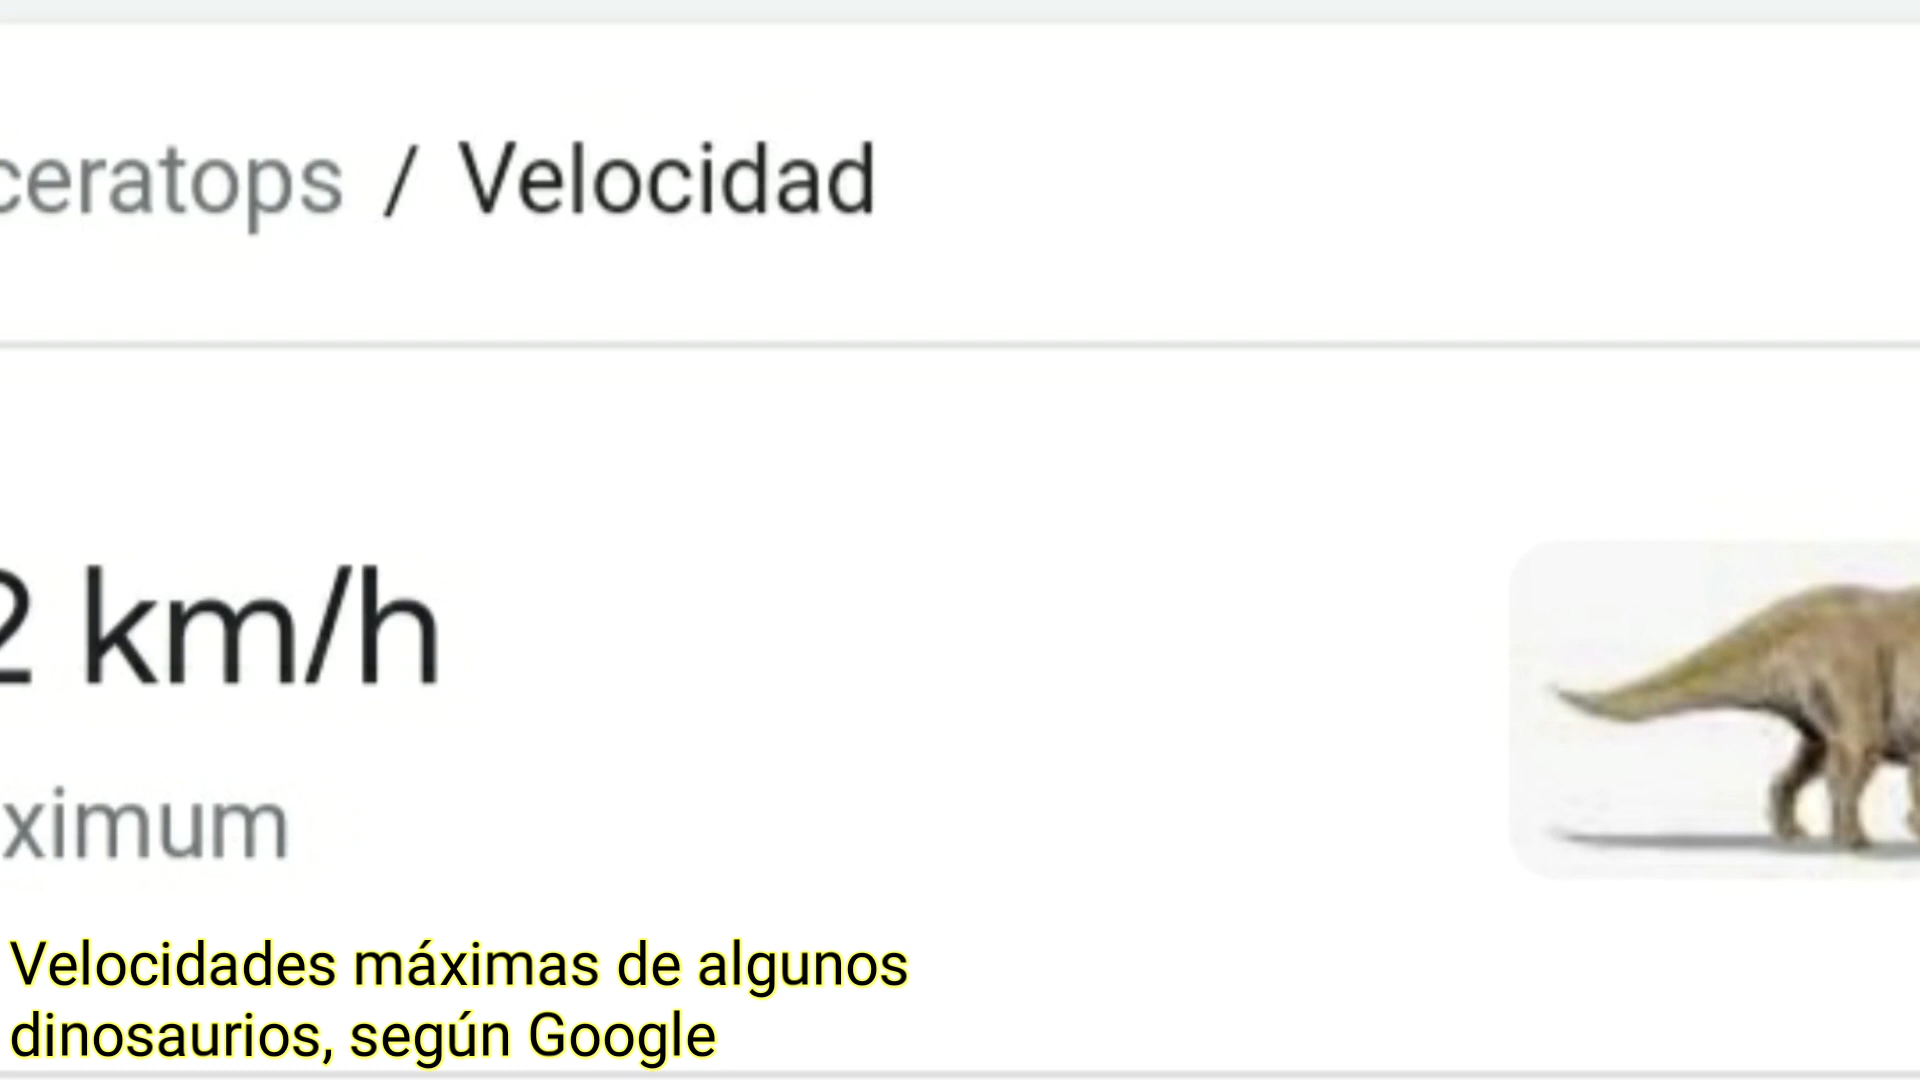 ceratops / Velocidad
2 km/h
ximum
Velocidades máximas de algunos
dinosaurios, según Google